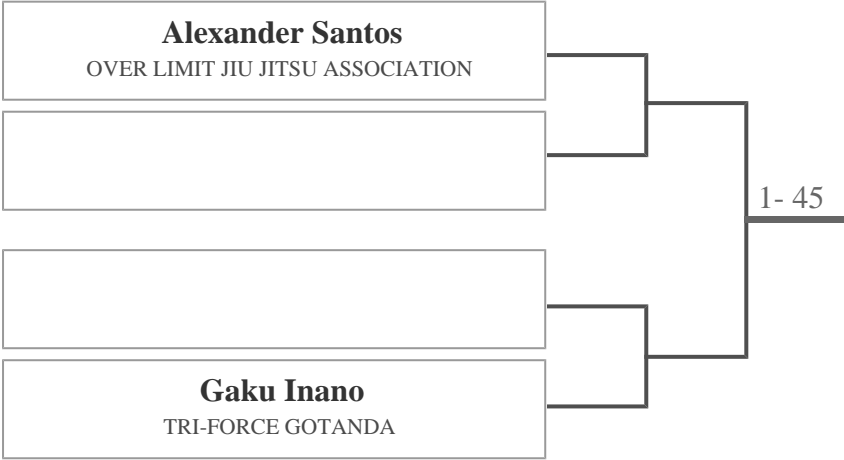 Alexander Santos
OVER LIMIT JIU JITSU ASSOCIATION
1- 45
Gaku Inano
TRI-FORCE GOTANDA